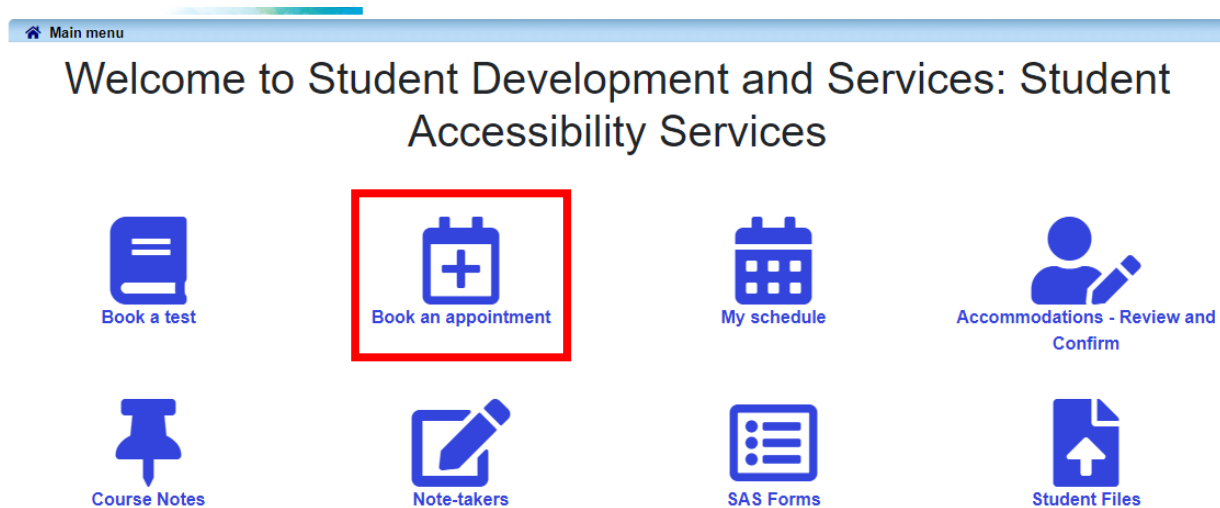 Main menu
Welcome to Student Development and Services: Student
Accessibility Services
Book a test
Book an appointment
My schedule
Accommodations - Review and
Confirm
Course Notes
Note-takers
SAS Forms
Student Files